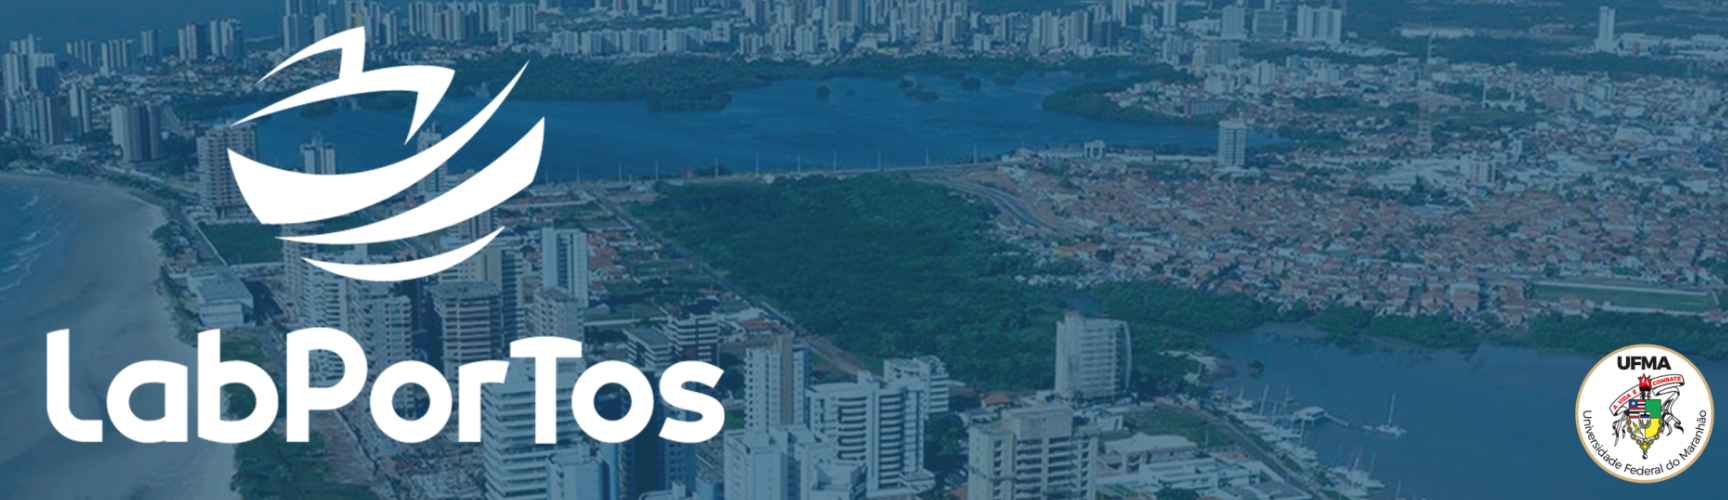 LabPorTos
UFMA
A VIDA É COMBATE
Universidade Federal do Maranhão